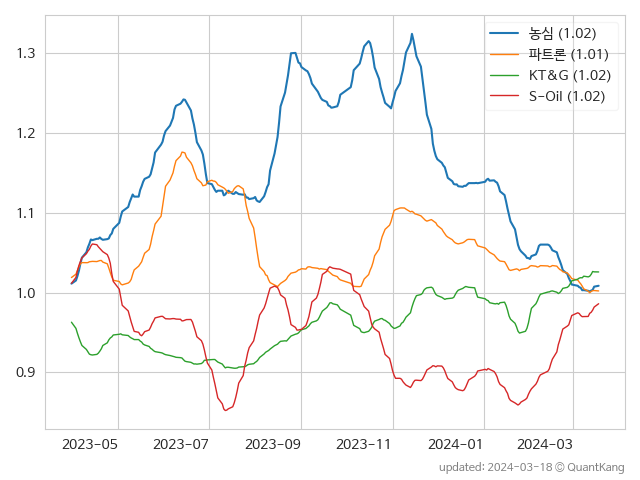 농심 (1.02)
파트론 (1.01)
KT&G (1.02)
S-Oil (1.02)
1.3
1.2
1.1
1.0
0.9
2023-05 2023-07 2023-09 2023-11 2024-01 2024-03
updated: 2024-03-18 © QuantKang